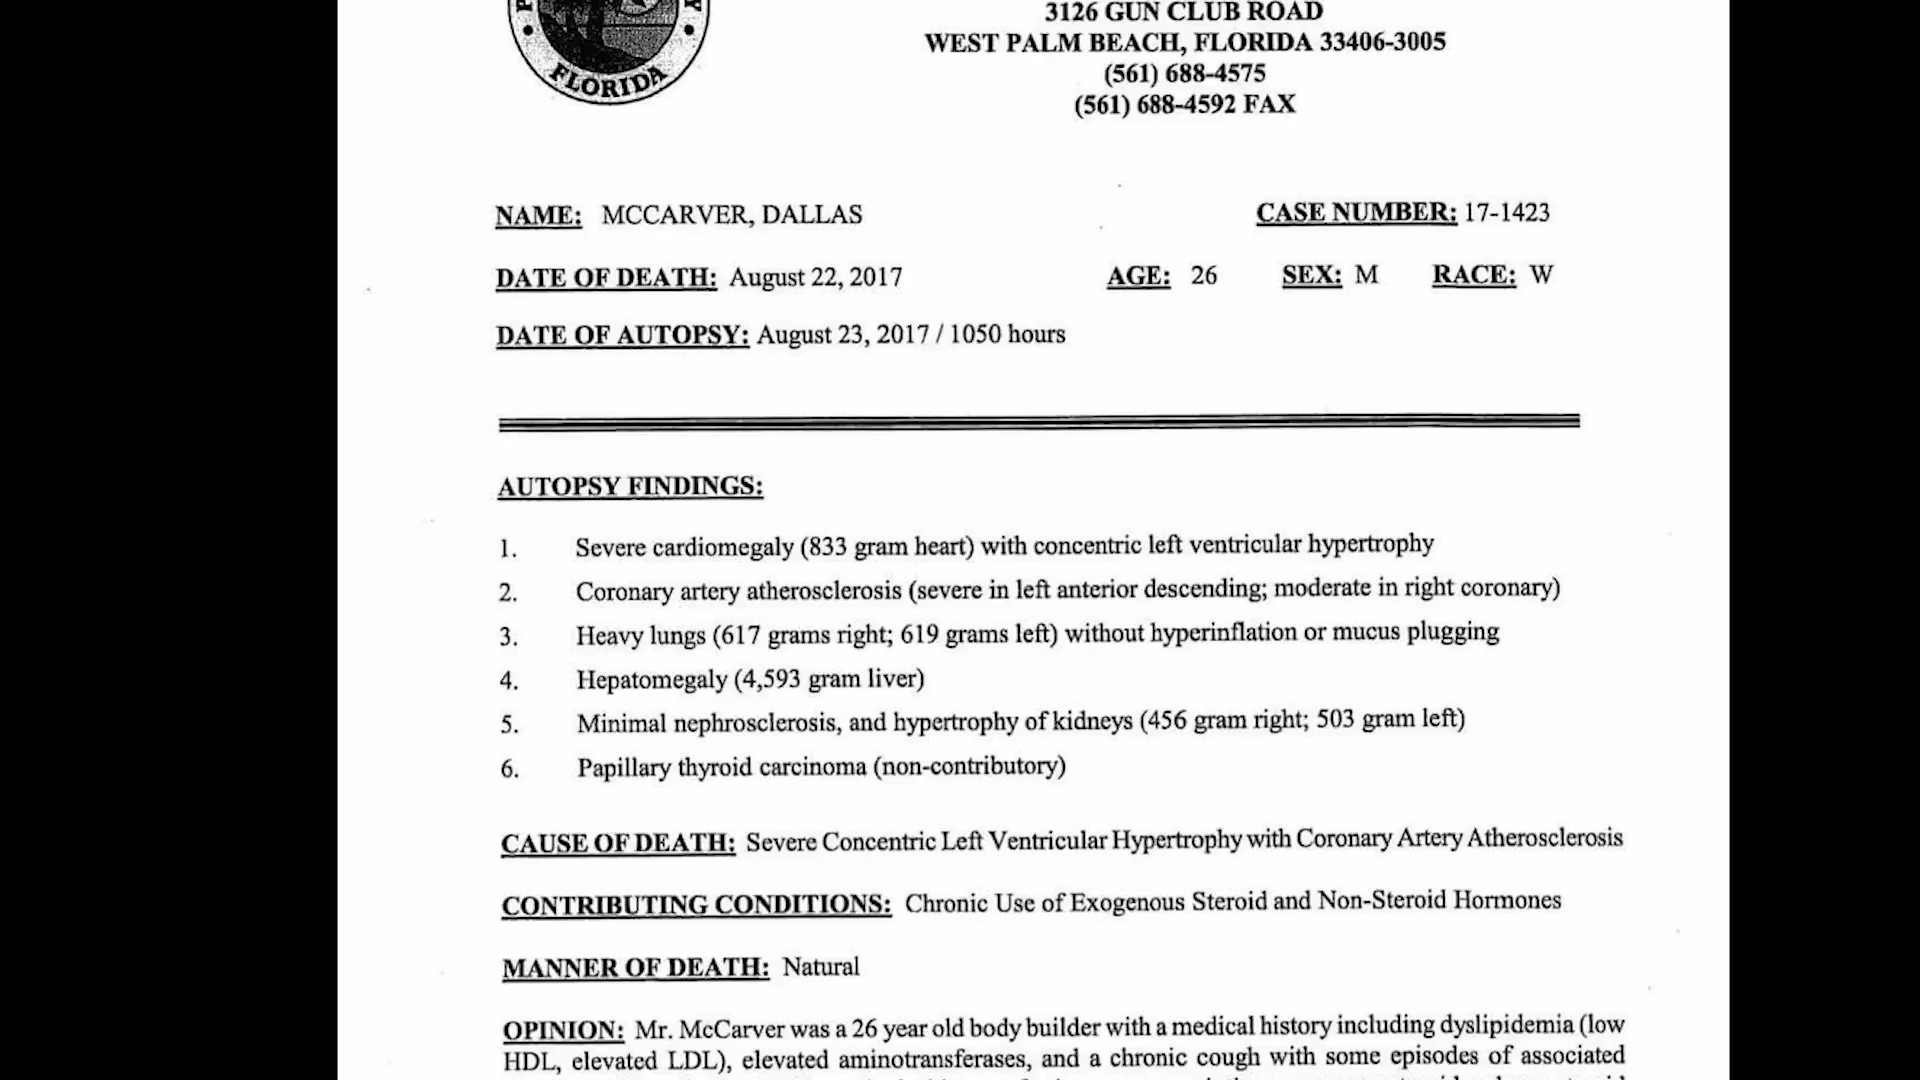 FLORIDA
3126 GUN CLUB ROAD
WEST PALM BEACH, FLORIDA 33406-3005
(561) 688-4575
(561) 688-4592 FAX
NAME: MCCARVER, DALLAS CASE NUMBER: 17-1423
DATE OF DEATH: August 22, 2017 AGE: 26 SEX: M RACE: W
DATE OF AUTOPSY: August 23, 2017 / 1050 hours
AUTOPSY FINDINGS:
1. Severe cardiomegaly (833 gram heart) with concentric left ventricular hypertrophy
2. Coronary artery atherosclerosis (severe in left anterior descending; moderate in right coronary)
3. Heavy lungs (617 grams right; 619 grams left) without hyperinflation or mucus plugging
4. Hepatomegaly (4,593 gram liver)
5. Minimal nephrosclerosis, and hypertrophy of kidneys (456 gram right; 503 gram left)
6. Papillary thyroid carcinoma (non-contributory)
CAUSE OF DEATH: Severe Concentric Left Ventricular Hypertrophy with Coronary Artery Atherosclerosis
CONTRIBUTING CONDITIONS: Chronic Use of Exogenous Steroid and Non-Steroid Hormones
MANNER OF DEATH: Natural
OPINION: Mr. McCarver was a 26 year old body builder with a medical history including dyslipidemia (low
HDL, elevated LDL), elevated aminotransferases, and a chronic cough with some episodes of associated